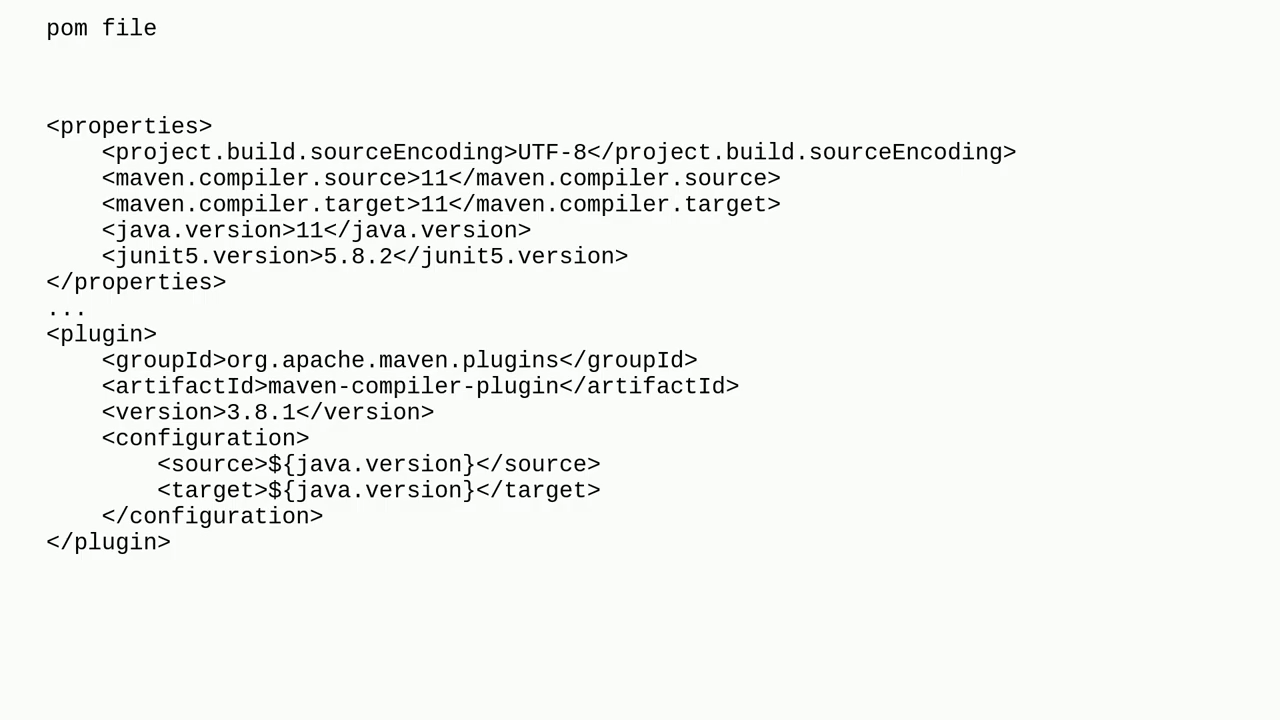 pom file
<properties>
    <project.build.sourceEncoding>UTF-8</project.build.sourceEncoding>
    <maven.compiler.source>11</maven.compiler.source>
    <maven.compiler.target>11</maven.compiler.target>
    <java.version>11</java.version>
    <junit5.version>5.8.2</junit5.version>
</properties>
...
<plugin>
    <groupId>org.apache.maven.plugins</groupId>
    <artifactId>maven-compiler-plugin</artifactId>
    <version>3.8.1</version>
    <configuration>
        <source>${java.version}</source>
        <target>${java.version}</target>
    </configuration>
</plugin>